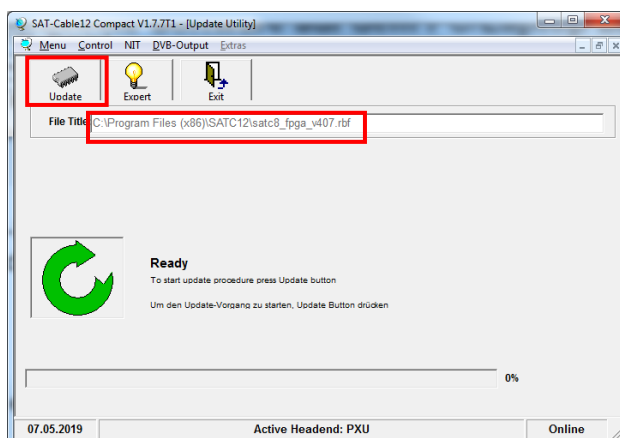 SAT-Cable12 Compact V1.7.7T1 - [Update Utility]
Menu Control NIT DVB-Output Extras
Update Expert Exit
File Title C:\Program Files (x86)\SATC12\satc8_fpga_v407.rbf
Ready
To start update procedure press Update button
Um den Update-Vorgang zu starten, Update Button drücken
0%
07.05.2019 Active Headend: PXU Online